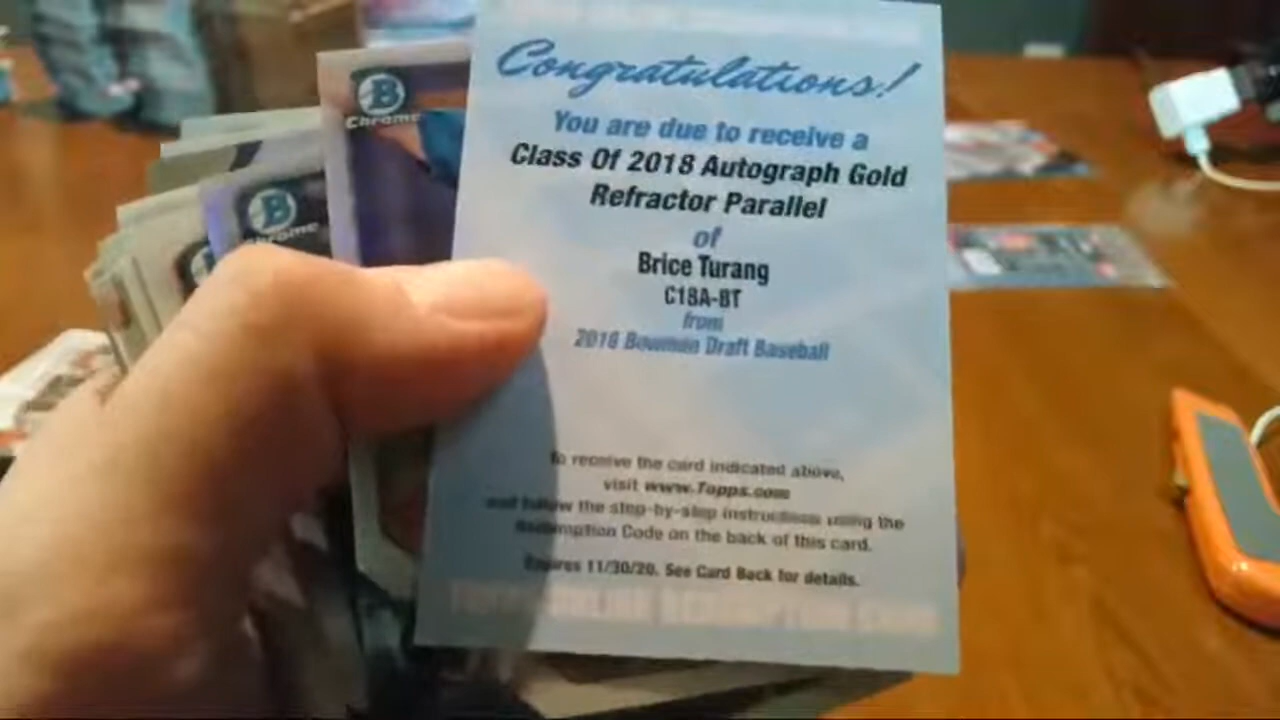 Congratulations!
You are due to receive a
Class Of 2018 Autograph Gold
Refractor Parallel
of
Brice Turang
C18A-BT
from
2018 Bowman Draft Baseball
To receive the card indicated above,
visit www.Topps.com
and follow the step-by-step instructions using the
Redemption Code on the back of this card.
Expires 11/30/20. See Card Back for details.
B
Chrome
B
Chrome